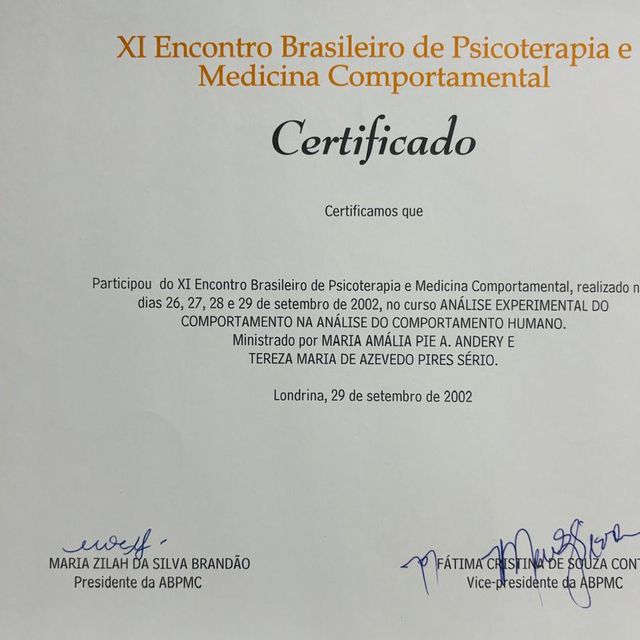 XI Encontro Brasileiro de Psicoterapia e
Medicina Comportamental
Certificado
Certificamos que
Participou do XI Encontro Brasileiro de Psicoterapia e Medicina Comportamental, realizado n
dias 26, 27, 28 e 29 de setembro de 2002, no curso ANÁLISE EXPERIMENTAL DO
COMPORTAMENTO NA ANÁLISE DO COMPORTAMENTO HUMANO.
Ministrado por MARIA AMÁLIA PIE A. ANDERY E
TEREZA MARIA DE AZEVEDO PIRES SÉRIO.
Londrina, 29 de setembro de 2002
MARIA ZILAH DA SILVA BRANDÃO
Presidente da ABPMC
FÁTIMA CRISTINA DE SOUZA CONT
Vice-presidente da ABPMC